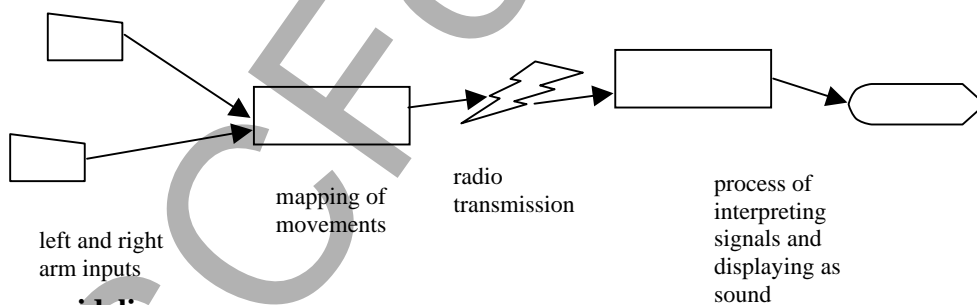 mapping of
movements
radio
transmission
process of
interpreting
signals and
displaying as
sound
left and right
arm inputs